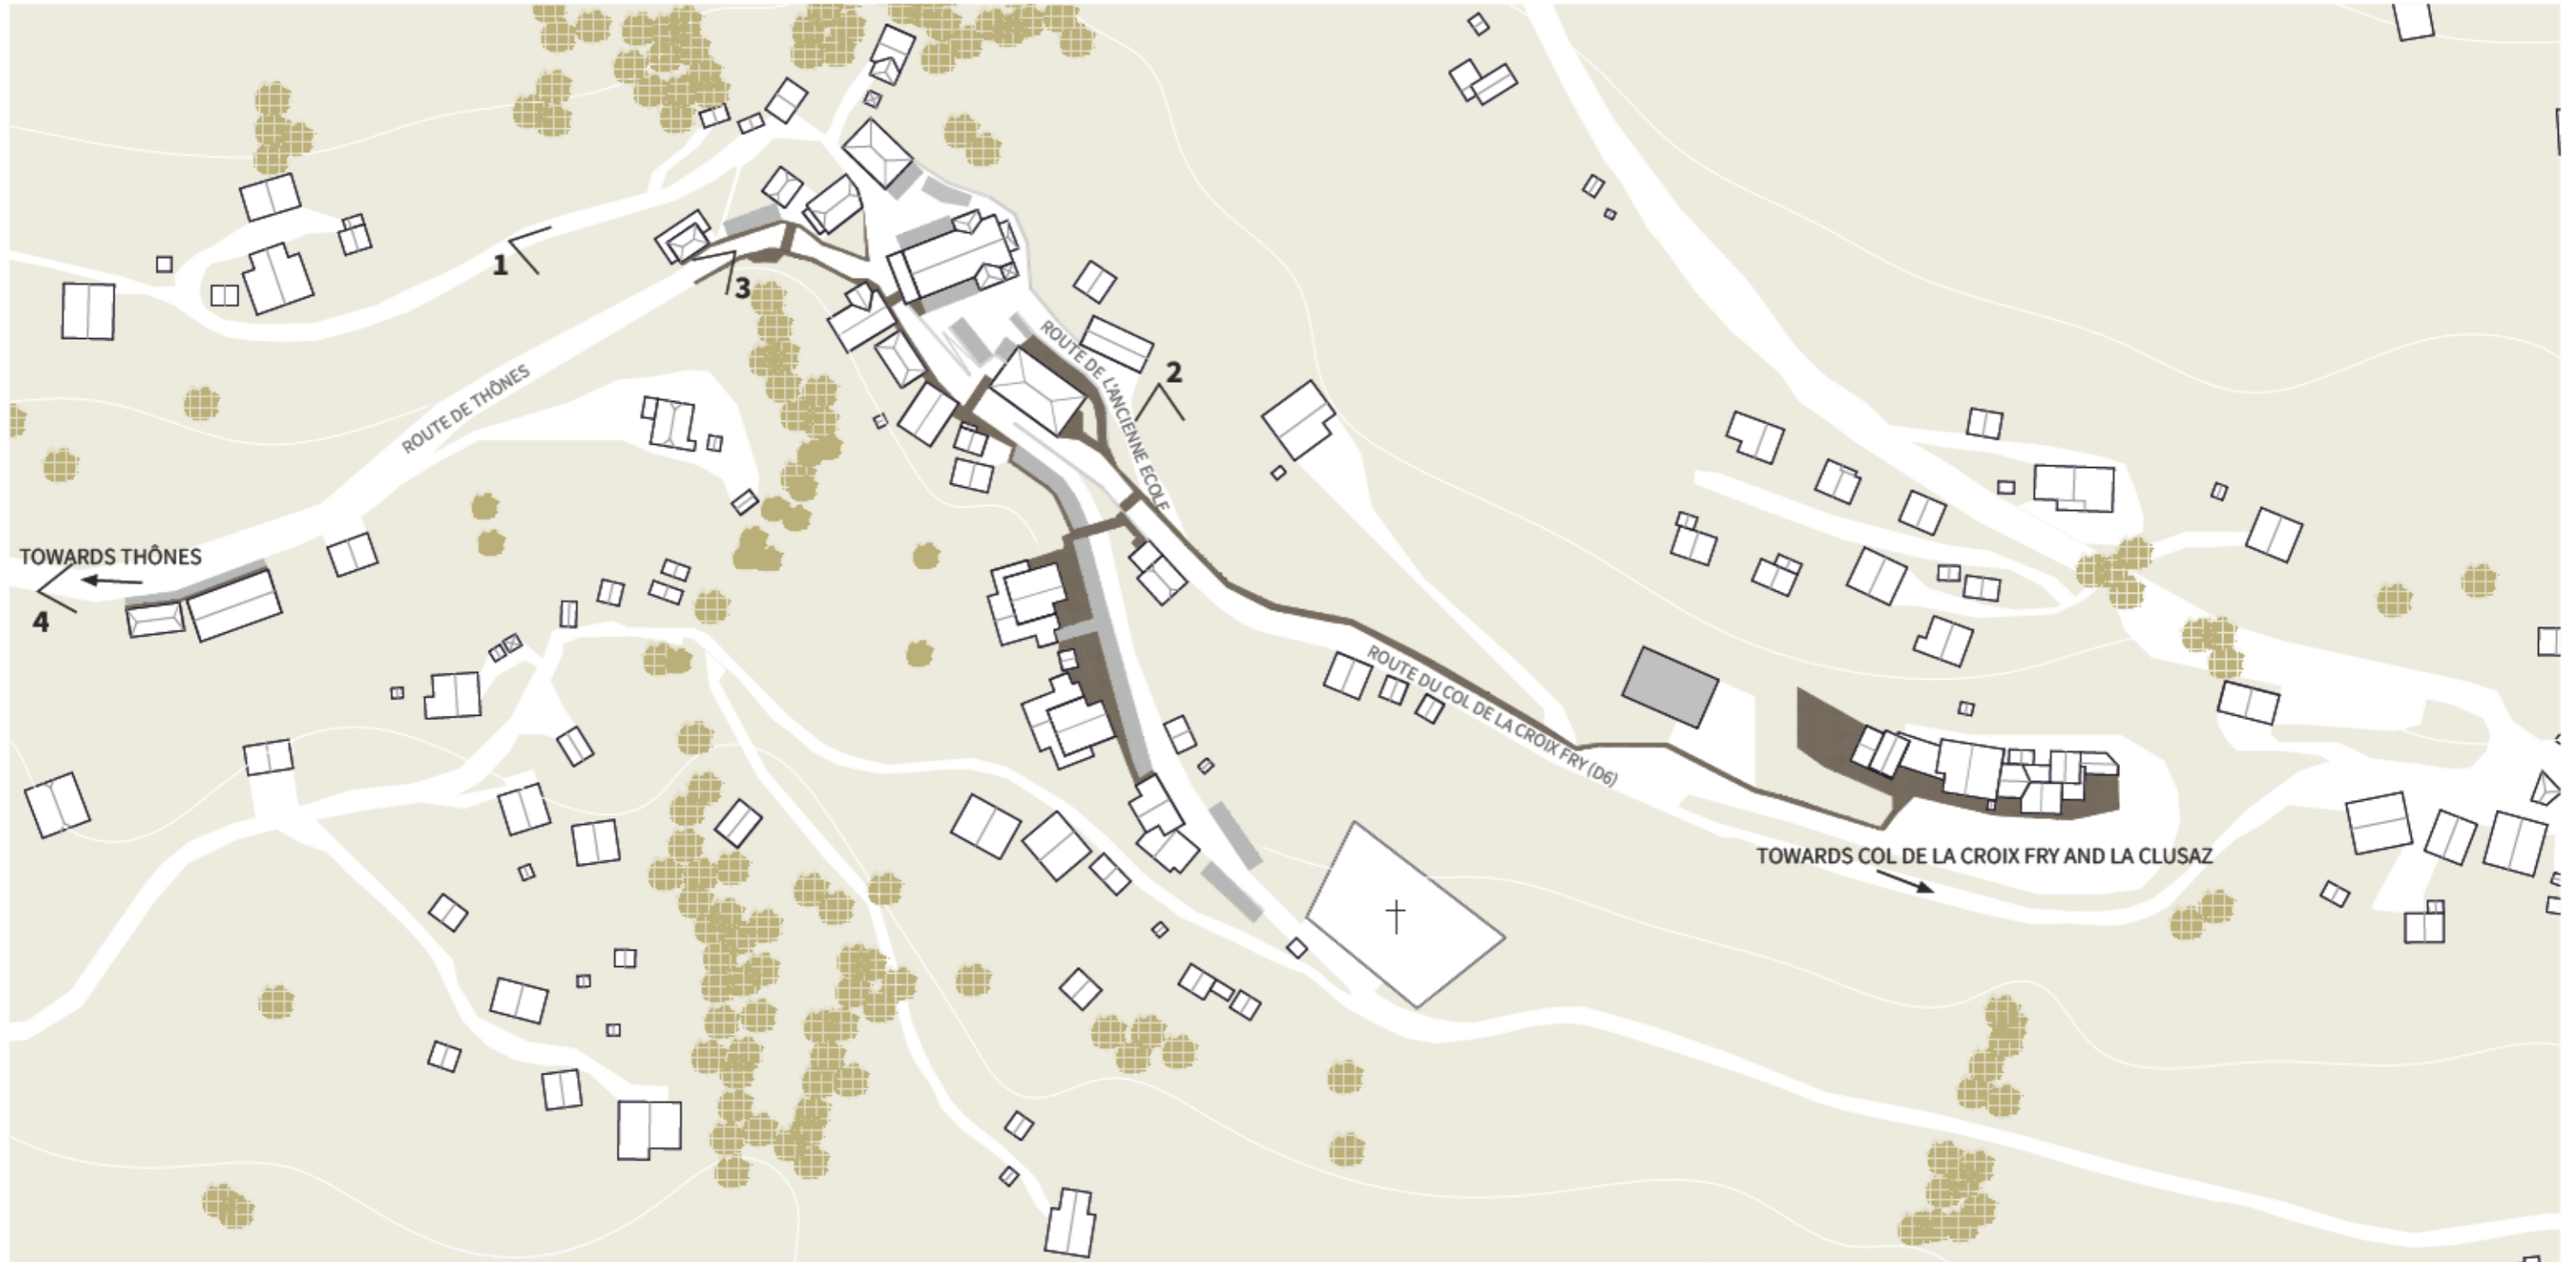 1
3
ROUTE DE L'ANCIENNE ECOLE
2
ROUTE DE THÔNES
TOWARDS THÔNES
4
ROUTE DU COL DE LA CROIX FRY (D6)
TOWARDS COL DE LA CROIX FRY AND LA CLUSAZ